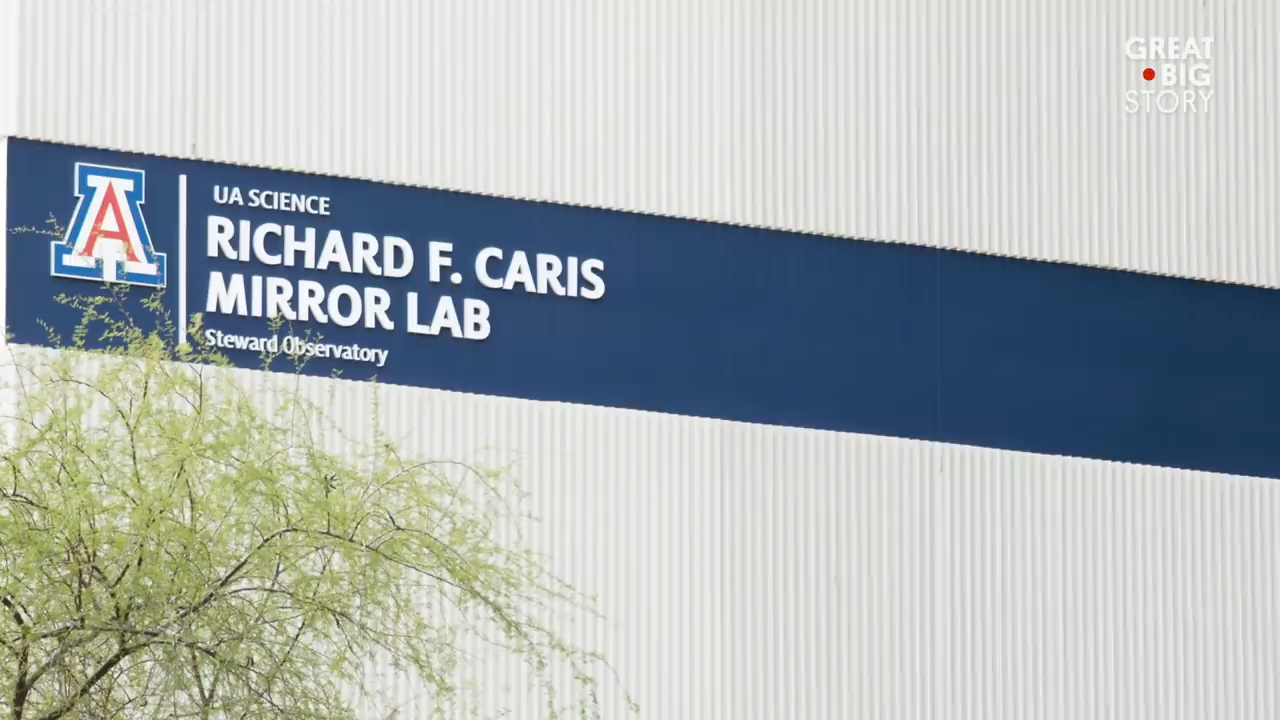 GREAT
BIG
STORY
A
UA SCIENCE
RICHARD F. CARIS
MIRROR LAB
Steward Observatory